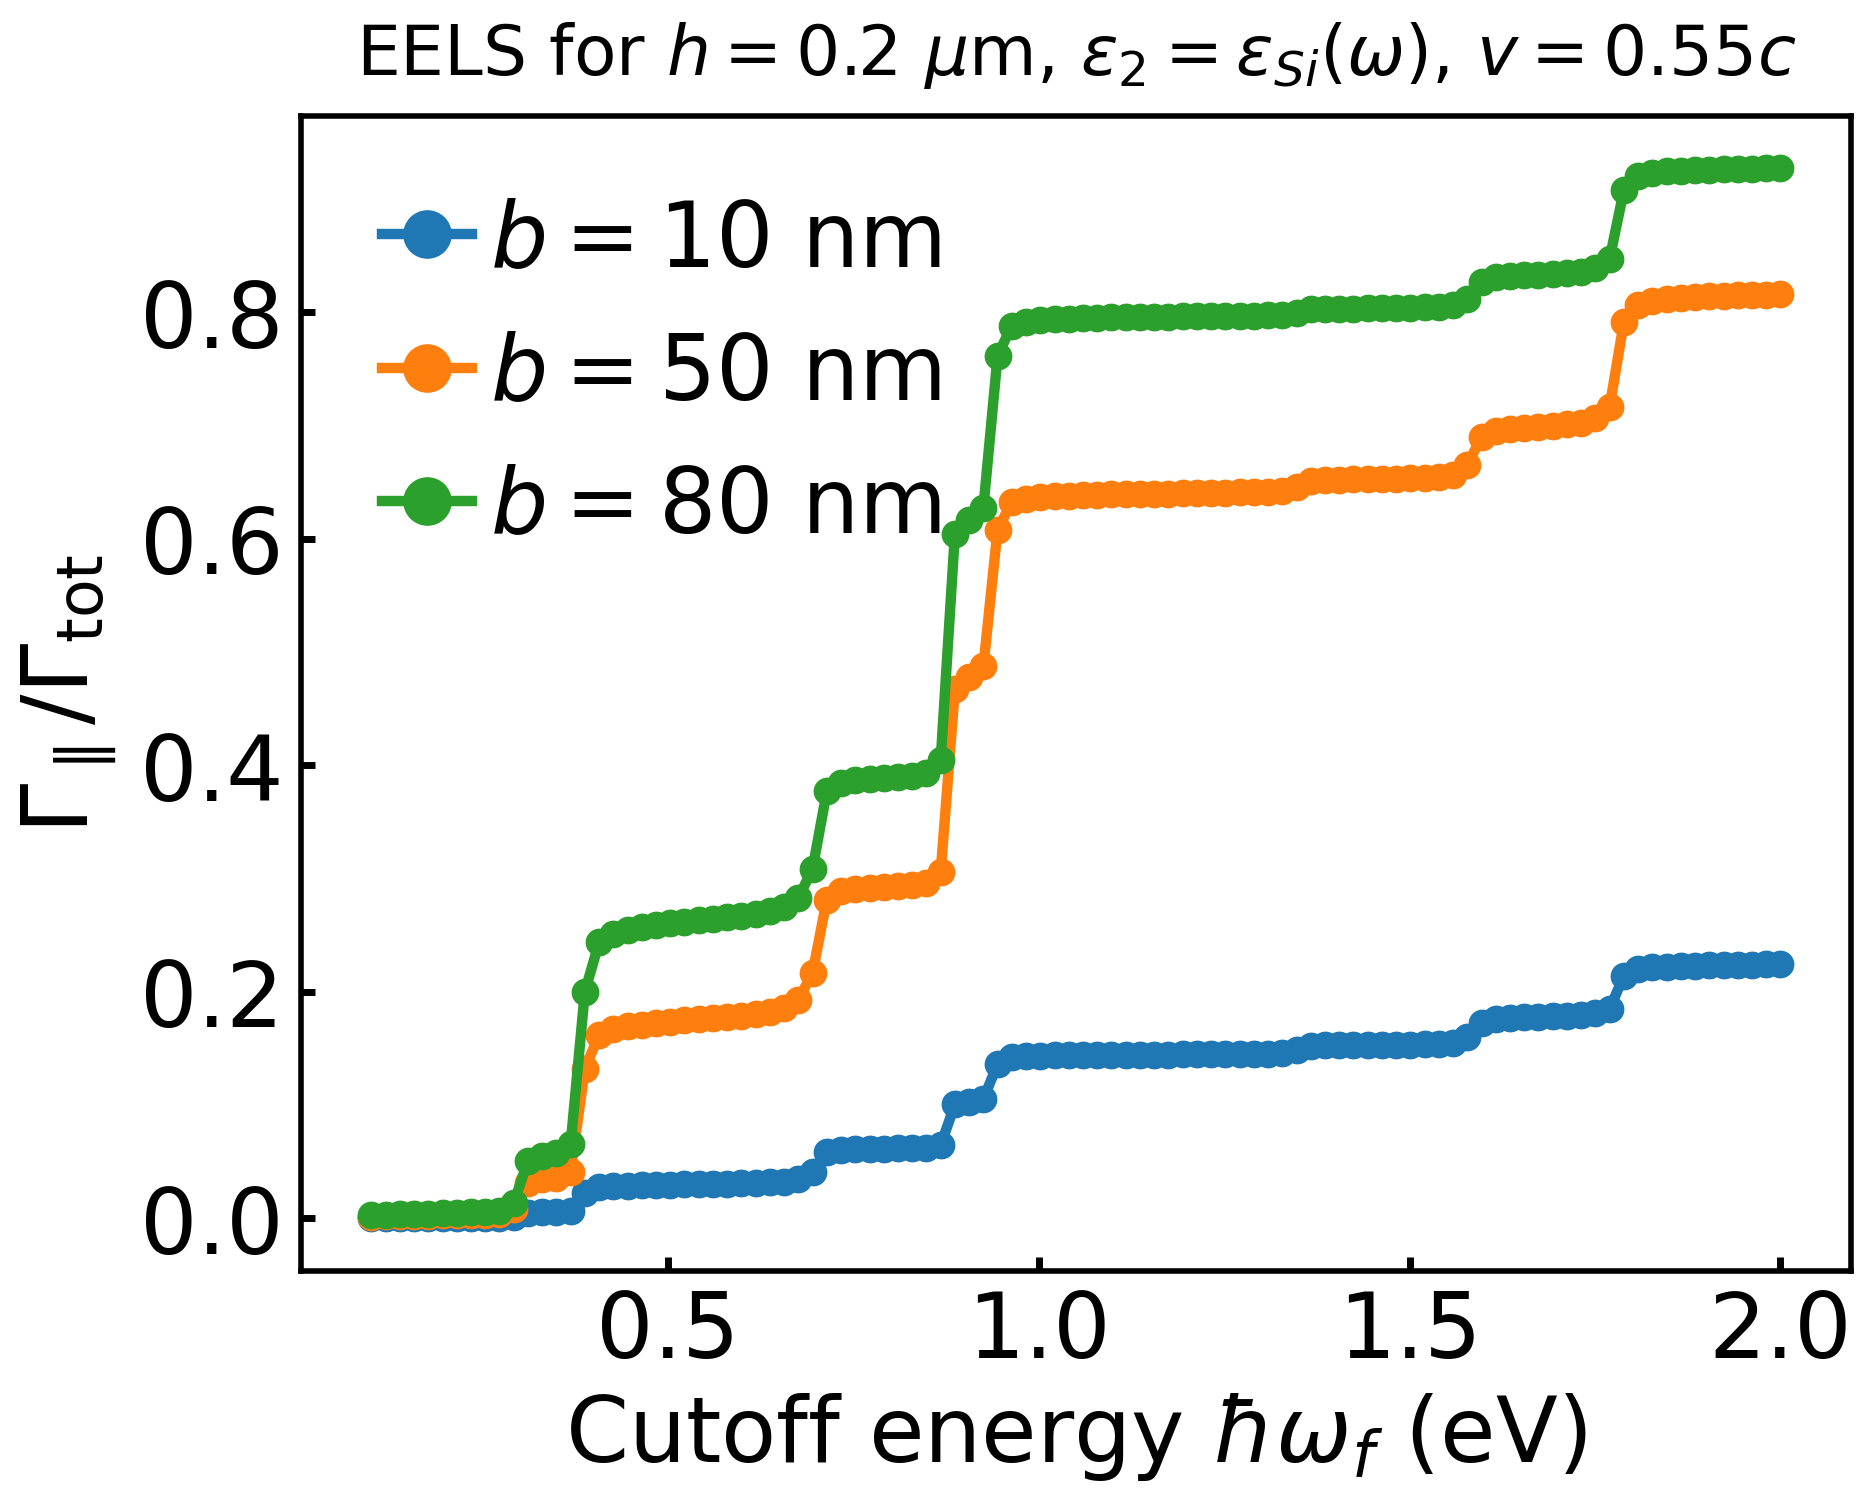 EELS for h = 0.2 μm, ε₂ = ε_Si(ω), v = 0.55c
b = 10 nm
b = 50 nm
b = 80 nm
Γ_∥/Γ_tot
0.8
0.6
0.4
0.2
0.0
0.5 1.0 1.5 2.0
Cutoff energy ħω_f (eV)